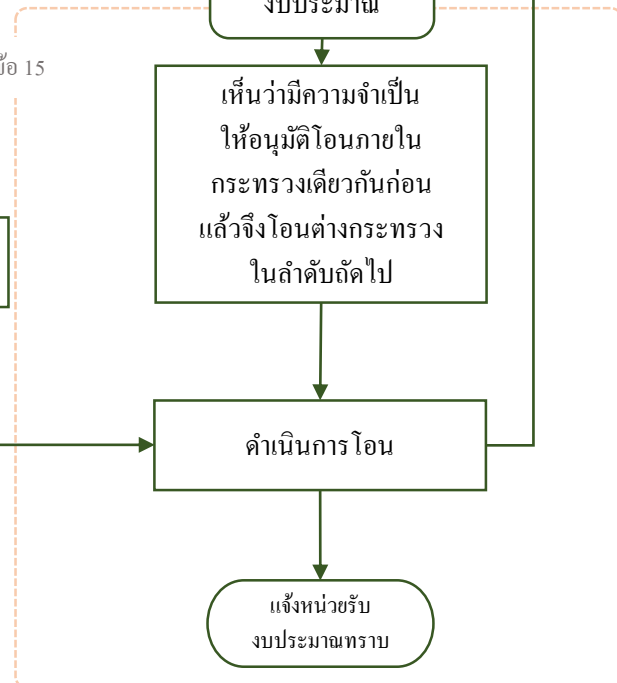 งบประมาณ
ข้อ 15
เห็นว่ามีความจำเป็น
ให้อนุมัติโอนภายใน
กระทรวงเดียวกันก่อน
แล้วจึงโอนต่างกระทรวง
ในลำดับถัดไป
ดำเนินการโอน
แจ้งหน่วยรับ
งบประมาณทราบ